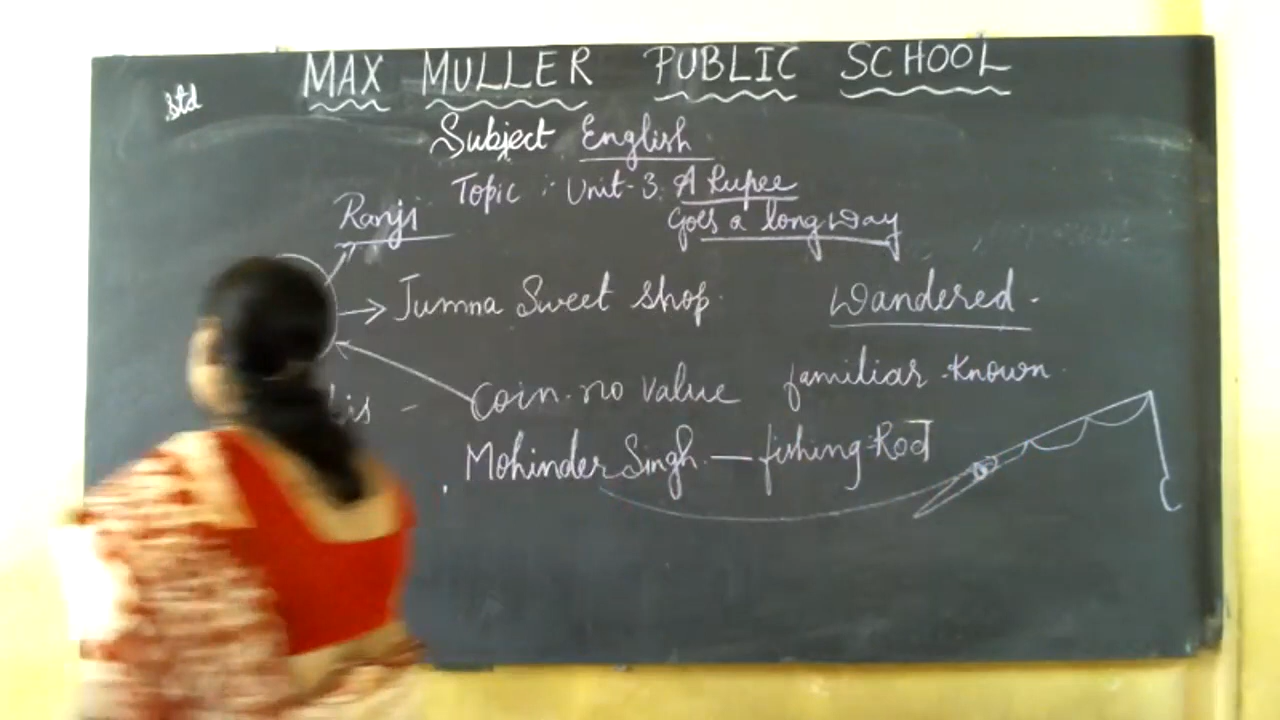 MAX MULLER PUBLIC SCHOOL
std
Subject English
Topic :- Unit-3. A Rupee
Goes a long Way
Ranji
Jumna Sweet shop.
Wandered.
Coin. no value
familiar. Known.
Mohinder Singh. — fishing-Rod